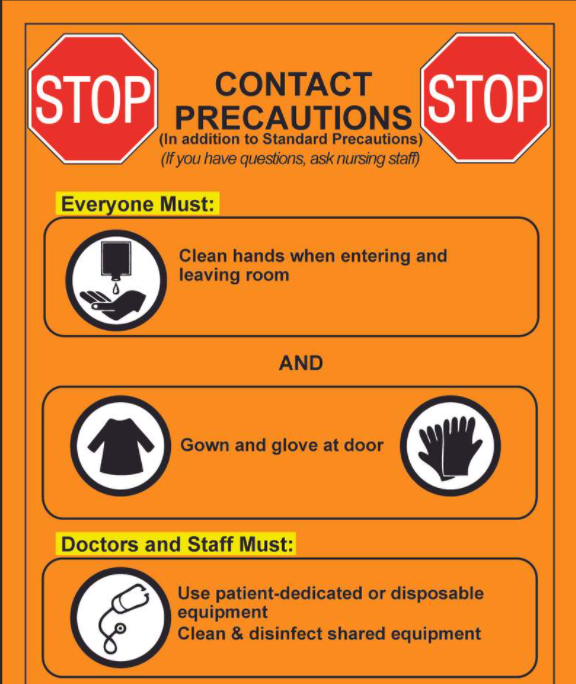 STOP
STOP
CONTACT
PRECAUTIONS
(In addition to Standard Precautions)
(If you have questions, ask nursing staff)
Everyone Must:
Clean hands when entering and
leaving room
AND
Gown and glove at door
Doctors and Staff Must:
Use patient-dedicated or disposable
equipment
Clean & disinfect shared equipment